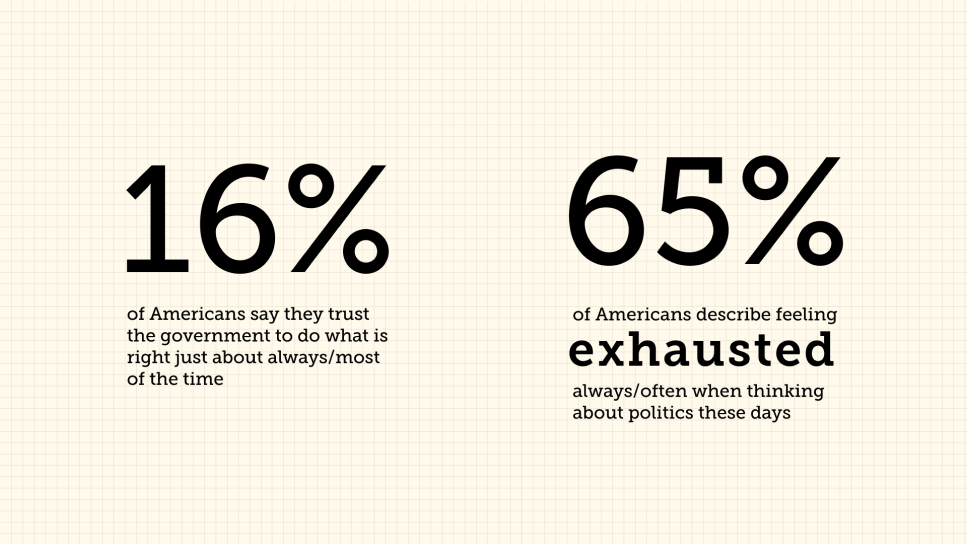 16%
of Americans say they trust
the government to do what is
right just about always/most
of the time
65%
of Americans describe feeling
exhausted
always/often when thinking
about politics these days